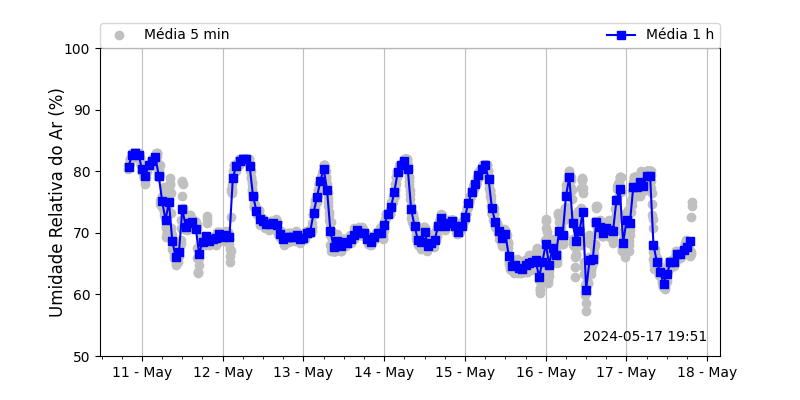 Média 5 min
Média 1 h
Umidade Relativa do Ar (%)
100
90
80
70
60
50
2024-05-17 19:51
11 - May
12 - May
13 - May
14 - May
15 - May
16 - May
17 - May
18 - May